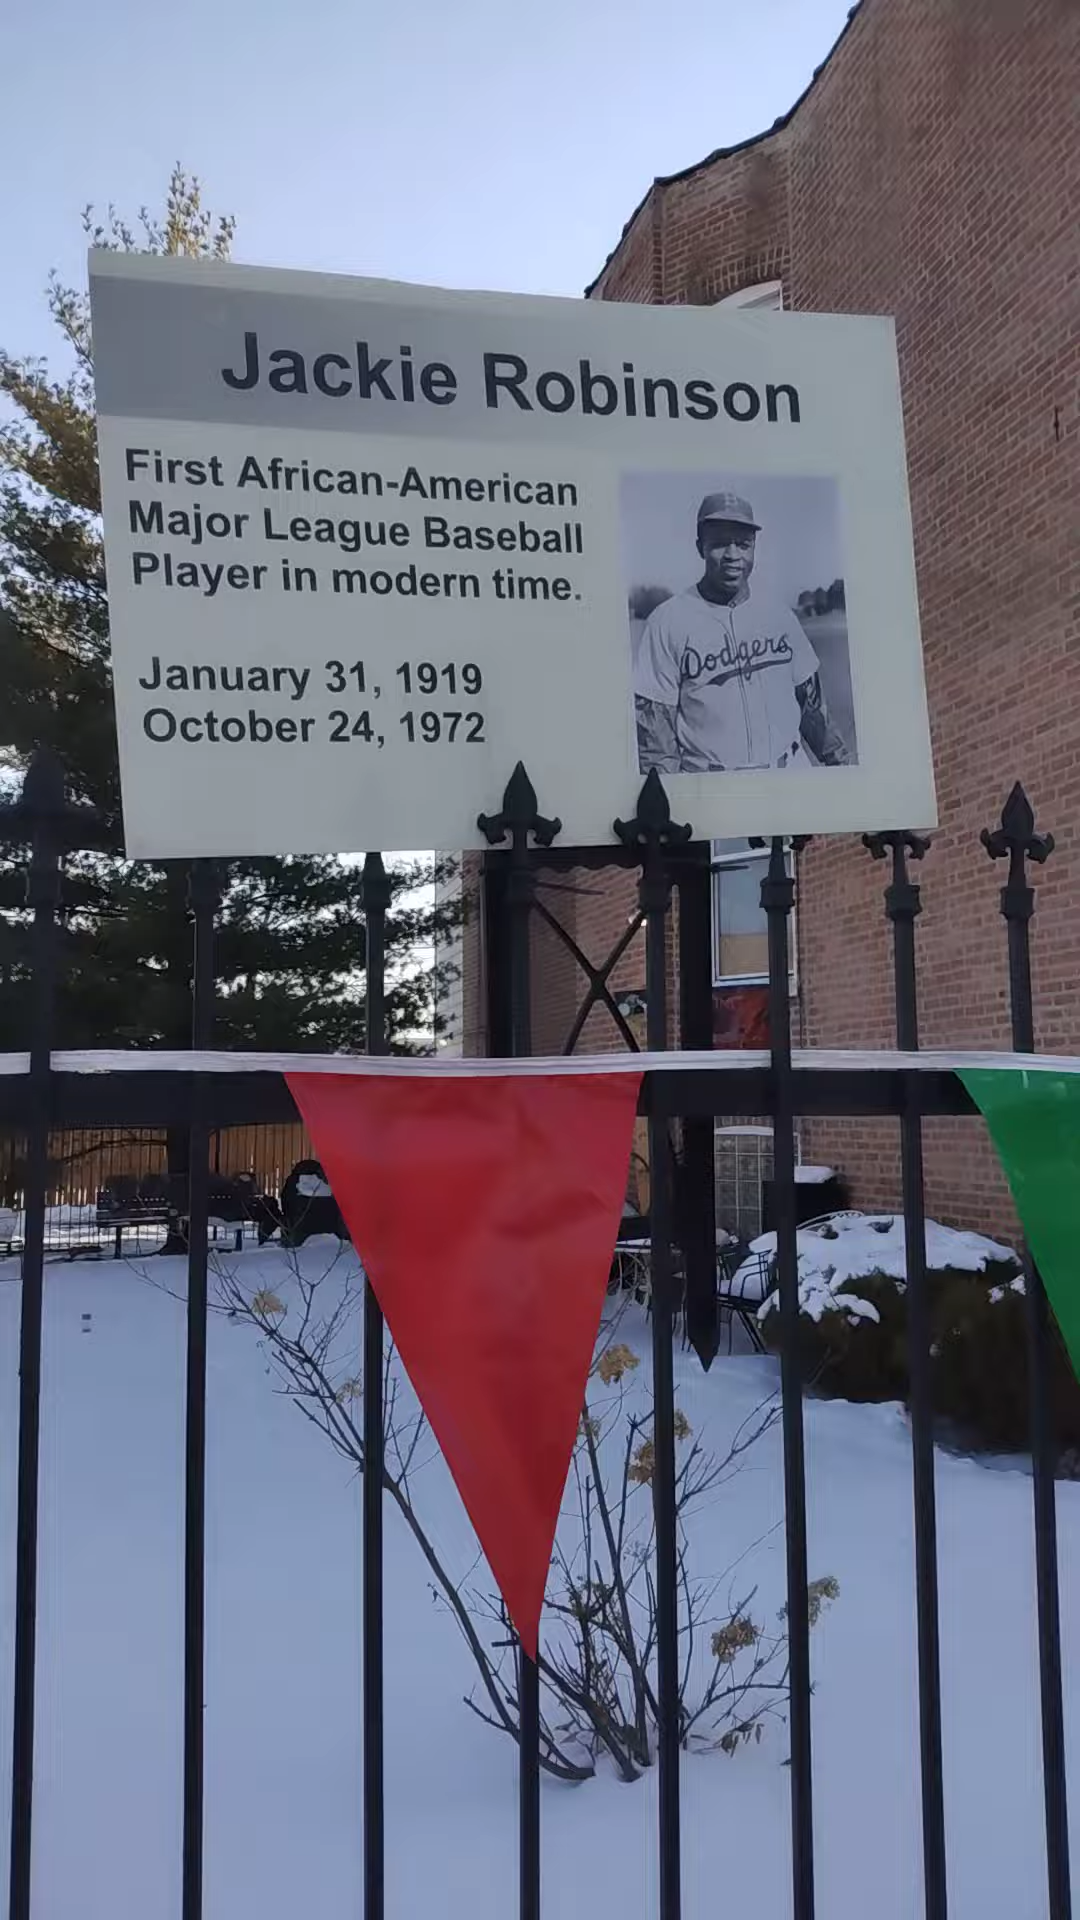 Jackie Robinson
First African-American
Major League Baseball
Player in modern time.
January 31, 1919
October 24, 1972
Dodgers